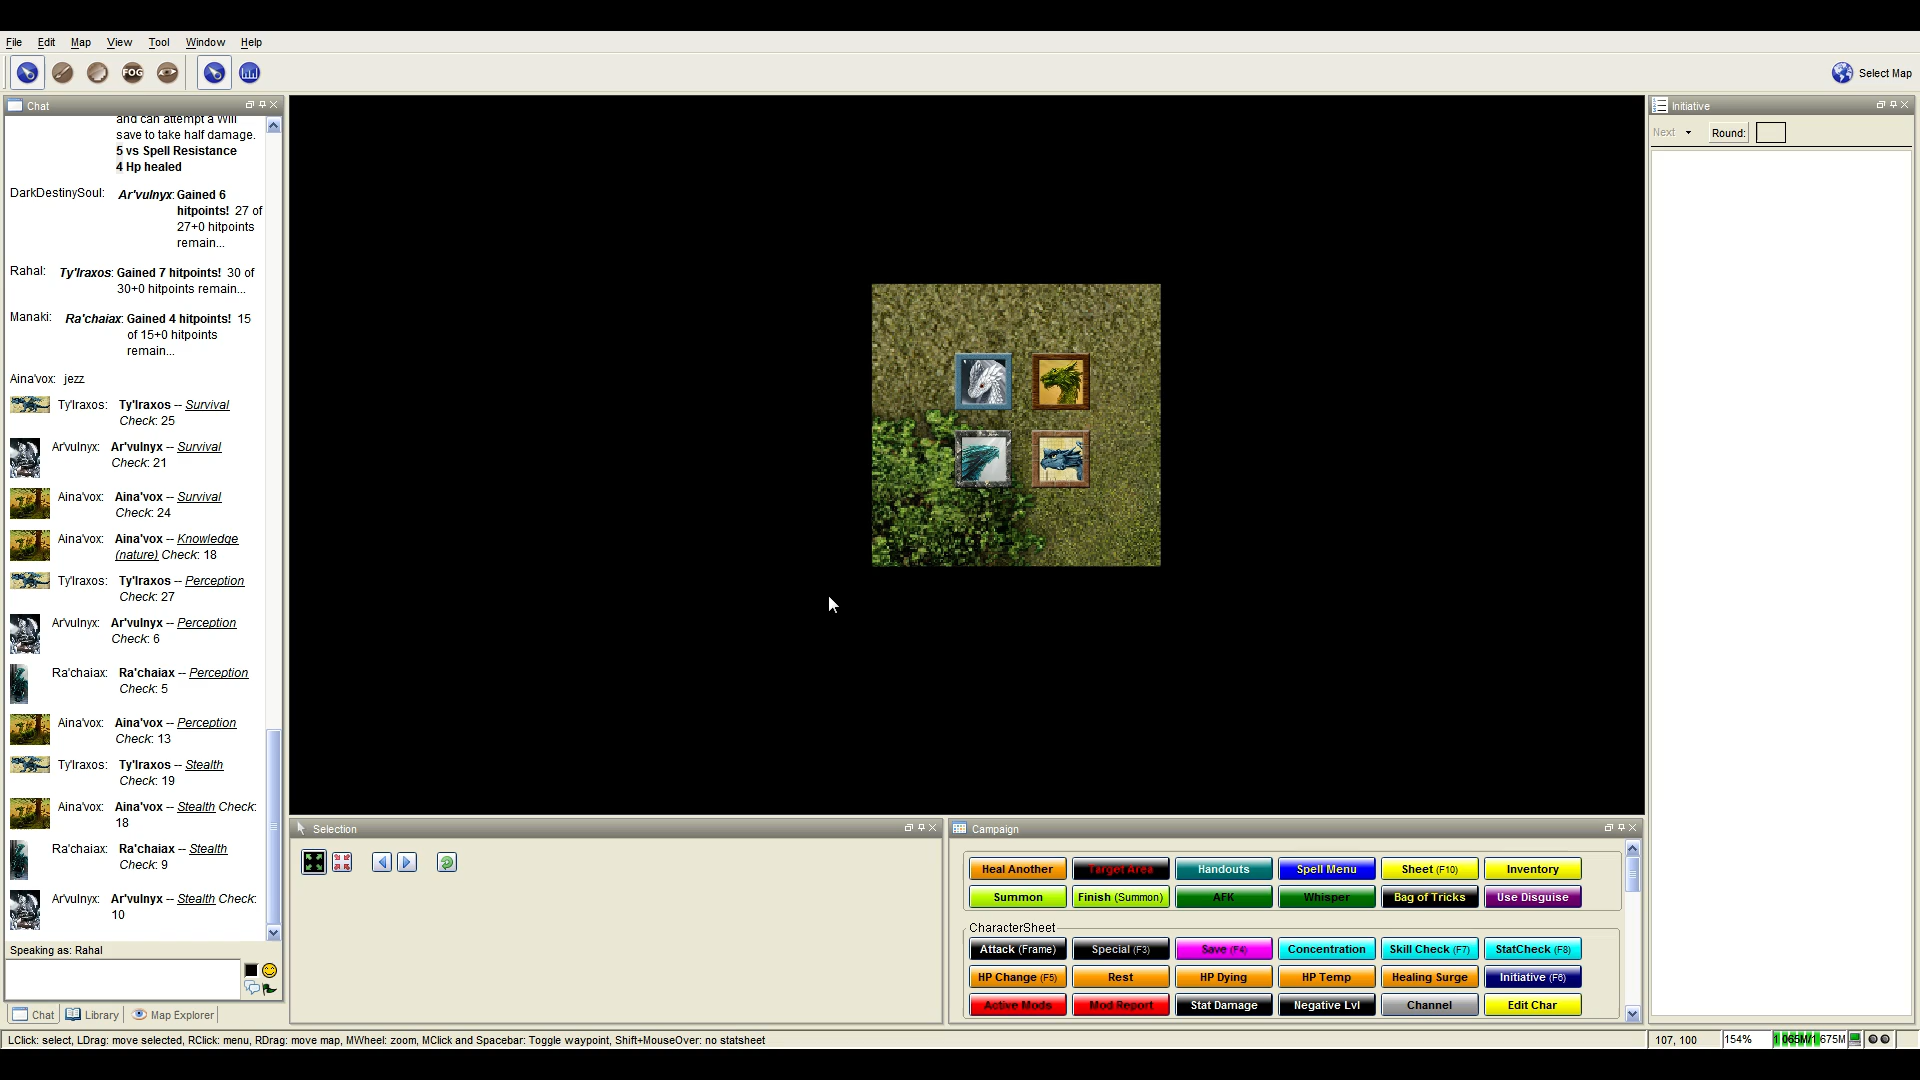 File Edit Map View Tool Window Help
FOG
Select Map
Chat
and can attempt a Will
save to take half damage.
5 vs Spell Resistance
4 Hp healed
DarkDestinySoul: Ar'vulnyx: Gained 6
hitpoints! 27 of
27+0 hitpoints
remain...
Rahal: Ty'Iraxos: Gained 7 hitpoints! 30 of
30+0 hitpoints remain...
Manaki: Ra'chaiax: Gained 4 hitpoints! 15
of 15+0 hitpoints
remain...
Aina'vox: jezz
Ty'Iraxos: Ty'Iraxos -- Survival
Check: 25
Ar'vulnyx: Ar'vulnyx -- Survival
Check: 21
Aina'vox: Aina'vox -- Survival
Check: 24
Aina'vox: Aina'vox -- Knowledge
(nature) Check: 18
Ty'Iraxos: Ty'Iraxos -- Perception
Check: 27
Ar'vulnyx: Ar'vulnyx -- Perception
Check: 6
Ra'chaiax: Ra'chaiax -- Perception
Check: 5
Aina'vox: Aina'vox -- Perception
Check: 13
Ty'Iraxos: Ty'Iraxos -- Stealth
Check: 19
Aina'vox: Aina'vox -- Stealth Check:
18
Ra'chaiax: Ra'chaiax -- Stealth
Check: 9
Ar'vulnyx: Ar'vulnyx -- Stealth Check:
10
Speaking as: Rahal
Chat Library Map Explorer
Selection
Campaign
Heal Another Target Area Handouts Spell Menu Sheet (F10) Inventory
Summon Finish (Summon) AFK Whisper Bag of Tricks Use Disguise
CharacterSheet
Attack (Frame) Special (F3) Save (F4) Concentration Skill Check (F7) StatCheck (F8)
HP Change (F5) Rest HP Dying HP Temp Healing Surge Initiative (F6)
Active Mods Mod Report Stat Damage Negative Lvl Channel Edit Char
Initiative
Next Round:
LClick: select, LDrag: move selected, RClick: menu, RDrag: move map, MWheel: zoom, MClick and Spacebar: Toggle waypoint, Shift+MouseOver: no statsheet
107, 100 154% 1 065M/1 675M